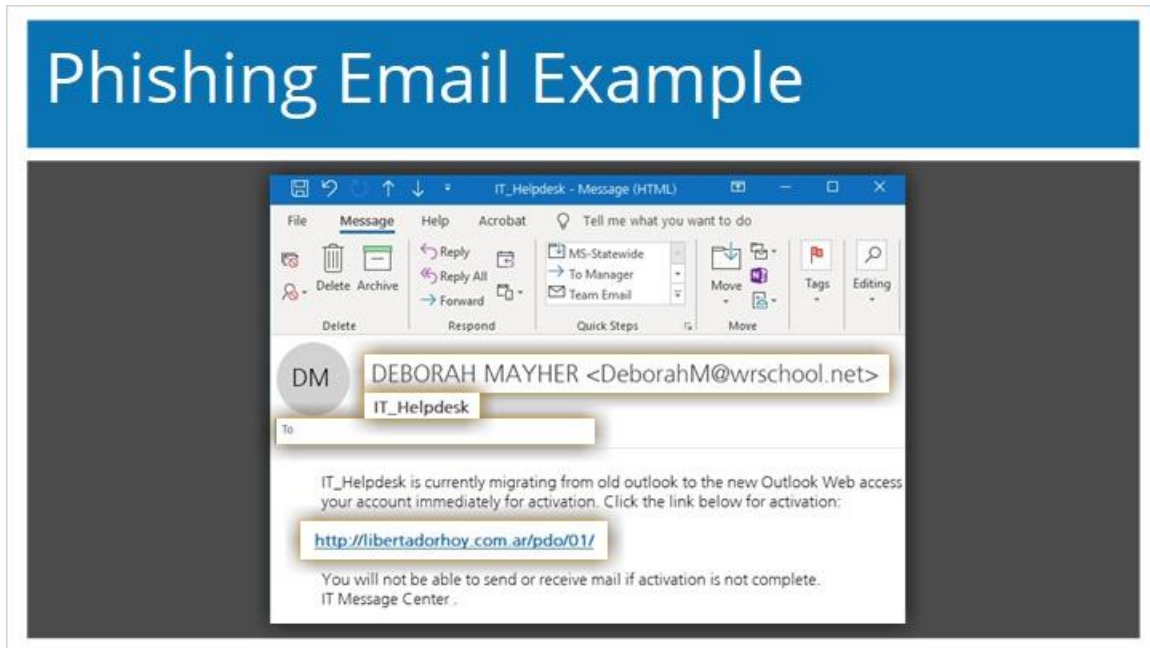 Phishing Email Example
IT_Helpdesk - Message (HTML)
File Message Help Acrobat Tell me what you want to do
Delete Archive
Reply
Reply All
Forward
MS-Statewide
To Manager
Team Email
Move
Tags
Editing
Delete Respond Quick Steps Move
DM
DEBORAH MAYHER <DeborahM@wrschool.net>
IT_Helpdesk
To
IT_Helpdesk is currently migrating from old outlook to the new Outlook Web access
your account immediately for activation. Click the link below for activation:
http://libertadorhoy.com.ar/pdo/01/
You will not be able to send or receive mail if activation is not complete.
IT Message Center .